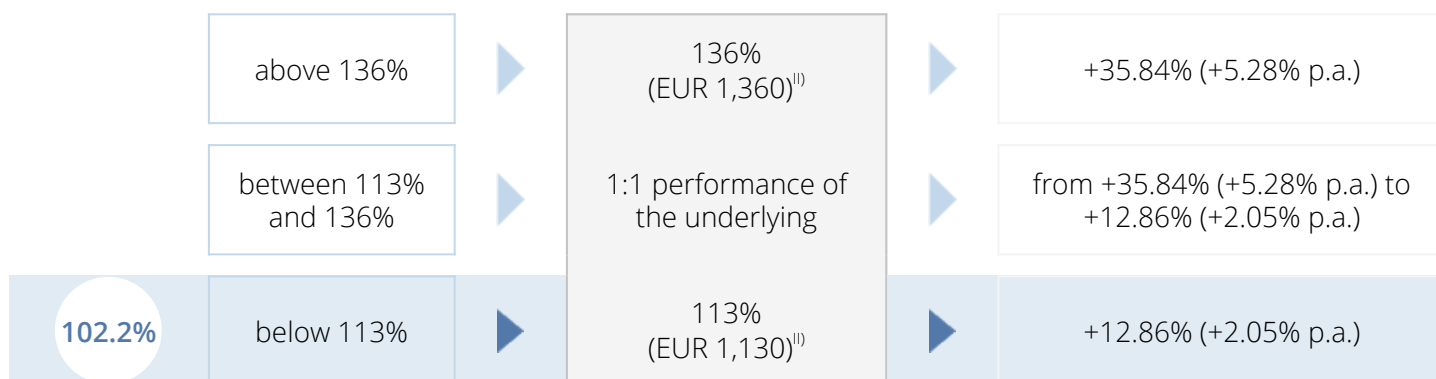 above 136%
136%
(EUR 1,360)II)
+35.84% (+5.28% p.a.)
between 113%
and 136%
1:1 performance of
the underlying
from +35.84% (+5.28% p.a.) to
+12.86% (+2.05% p.a.)
102.2%
below 113%
113%
(EUR 1,130)II)
+12.86% (+2.05% p.a.)